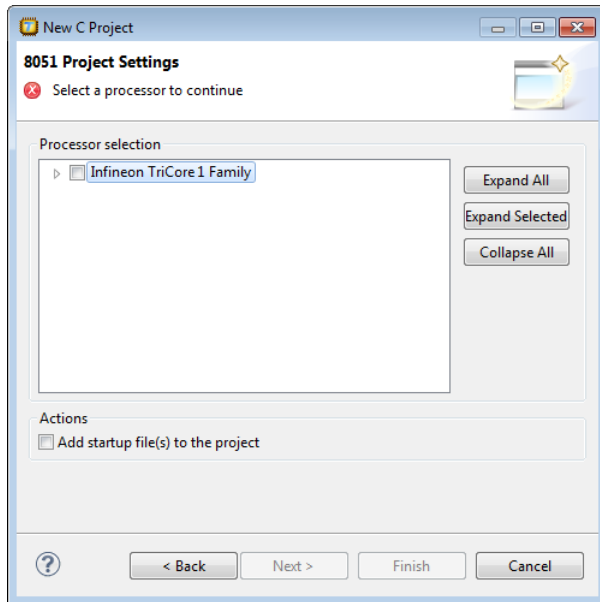 New C Project
8051 Project Settings
Select a processor to continue
Processor selection
Infineon TriCore 1 Family
Expand All
Expand Selected
Collapse All
Actions
Add startup file(s) to the project
?
< Back
Next >
Finish
Cancel